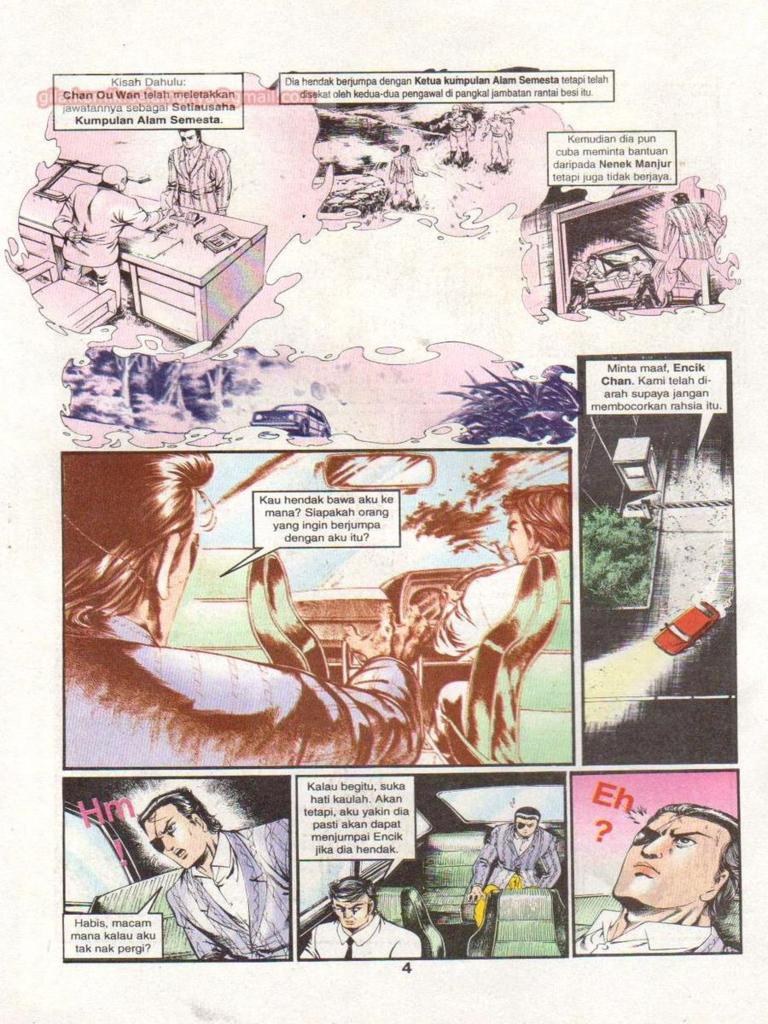 Kisah Dahulu:
Chan Ou Wen telah meletakkan
jawatannya sebagai Setiausaha
Kumpulan Alam Semesta.
Dia hendak berjumpa dengan Ketua kumpulan Alam Semesta tetapi telah
disekat oleh kedua-dua pengawal di pangkal jambatan rantai besi itu.
Kemudian dia pun
cuba meminta bantuan
daripada Nenek Manjur
tetapi juga tidak berjaya.
Minta maaf, Encik
Chan. Kami telah di-
arah supaya jangan
membocorkan rahsia itu.
Kau hendak bawa aku ke
mana? Siapakah orang
yang ingin berjumpa
dengan aku itu?
Hm
!
Habis, macam
mana kalau aku
tak nak pergi?
Kalau begitu, suka
hati kaulah. Akan
tetapi, aku yakin dia
pasti akan dapat
menjumpai Encik
jika dia hendak.
Eh
?
4